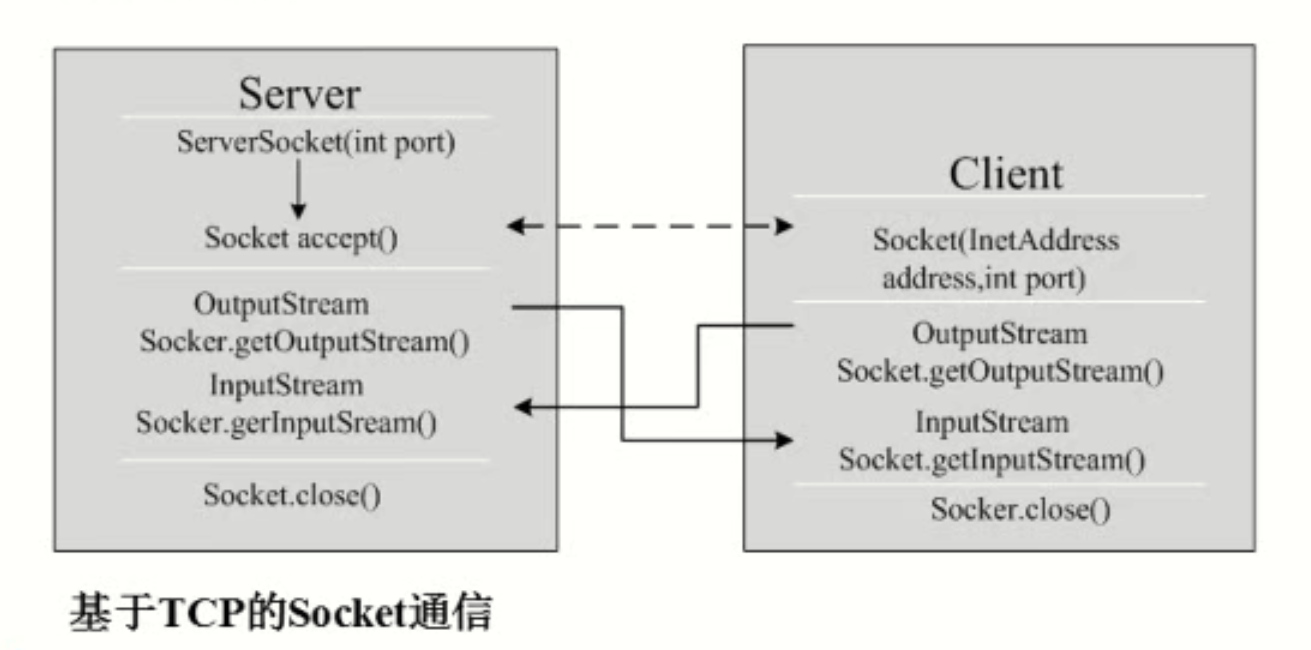 Server
ServerSocket(int port)
Socket accept()
OutputStream
Socker.getOutputStream()
InputStream
Socker.gerInputSream()
Socket.close()
Client
Socket(InetAddress
address,int port)
OutputStream
Socket.getOutputStream()
InputStream
Socket.getInputStream()
Socker.close()
基于TCP的Socket通信